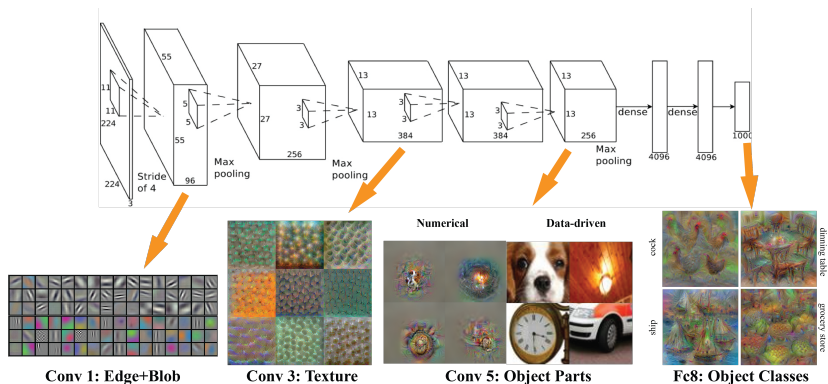 11
11
224
224
3
Stride
of 4
55
55
96
5
5
Max
pooling
27
27
256
3
3
Max
pooling
13
13
384
3
3
13
13
384
3
3
13
13
256
Max
pooling
dense
4096
dense
4096
1000
Numerical
Data-driven
cock
ship
dinning table
grocery store
Conv 1: Edge+Blob
Conv 3: Texture
Conv 5: Object Parts
Fc8: Object Classes